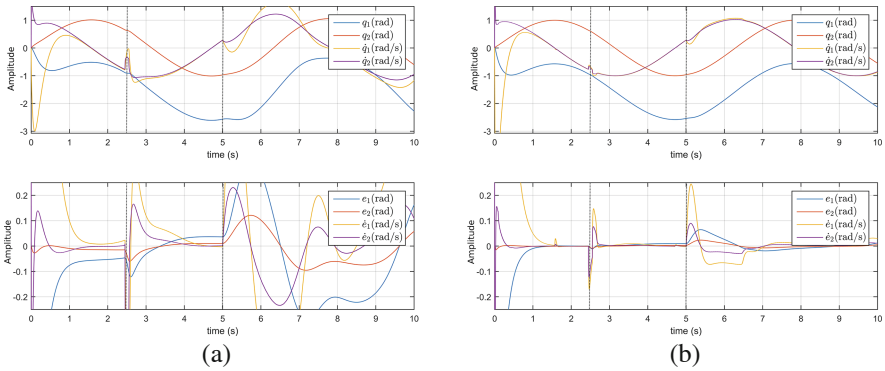 Amplitude
1
0
-1
-2
-3
0 1 2 3 4 5 6 7 8 9 10
time (s)
q₁(rad)
q₂(rad)
q̇₁(rad/s)
q̇₂(rad/s)
Amplitude
1
0
-1
-2
-3
0 1 2 3 4 5 6 7 8 9 10
time (s)
q₁(rad)
q₂(rad)
q̇₁(rad/s)
q̇₂(rad/s)
Amplitude
0.2
0.1
0
-0.1
-0.2
0 1 2 3 4 5 6 7 8 9 10
time (s)
e₁(rad)
e₂(rad)
ė₁(rad/s)
ė₂(rad/s)
Amplitude
0.2
0.1
0
-0.1
-0.2
0 1 2 3 4 5 6 7 8 9 10
time (s)
e₁(rad)
e₂(rad)
ė₁(rad/s)
ė₂(rad/s)
(a)
(b)